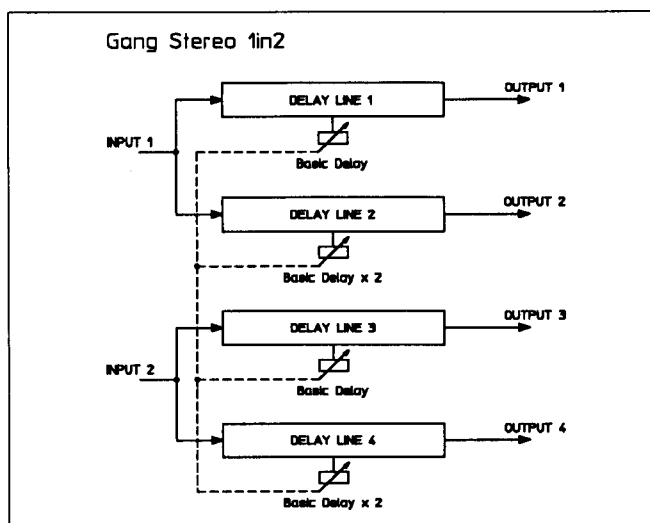 Gang Stereo 1in2
OUTPUT 1
DELAY LINE 1
INPUT 1
Basic Delay
OUTPUT 2
DELAY LINE 2
Basic Delay x 2
OUTPUT 3
DELAY LINE 3
INPUT 2
Basic Delay
OUTPUT 4
DELAY LINE 4
Basic Delay x 2